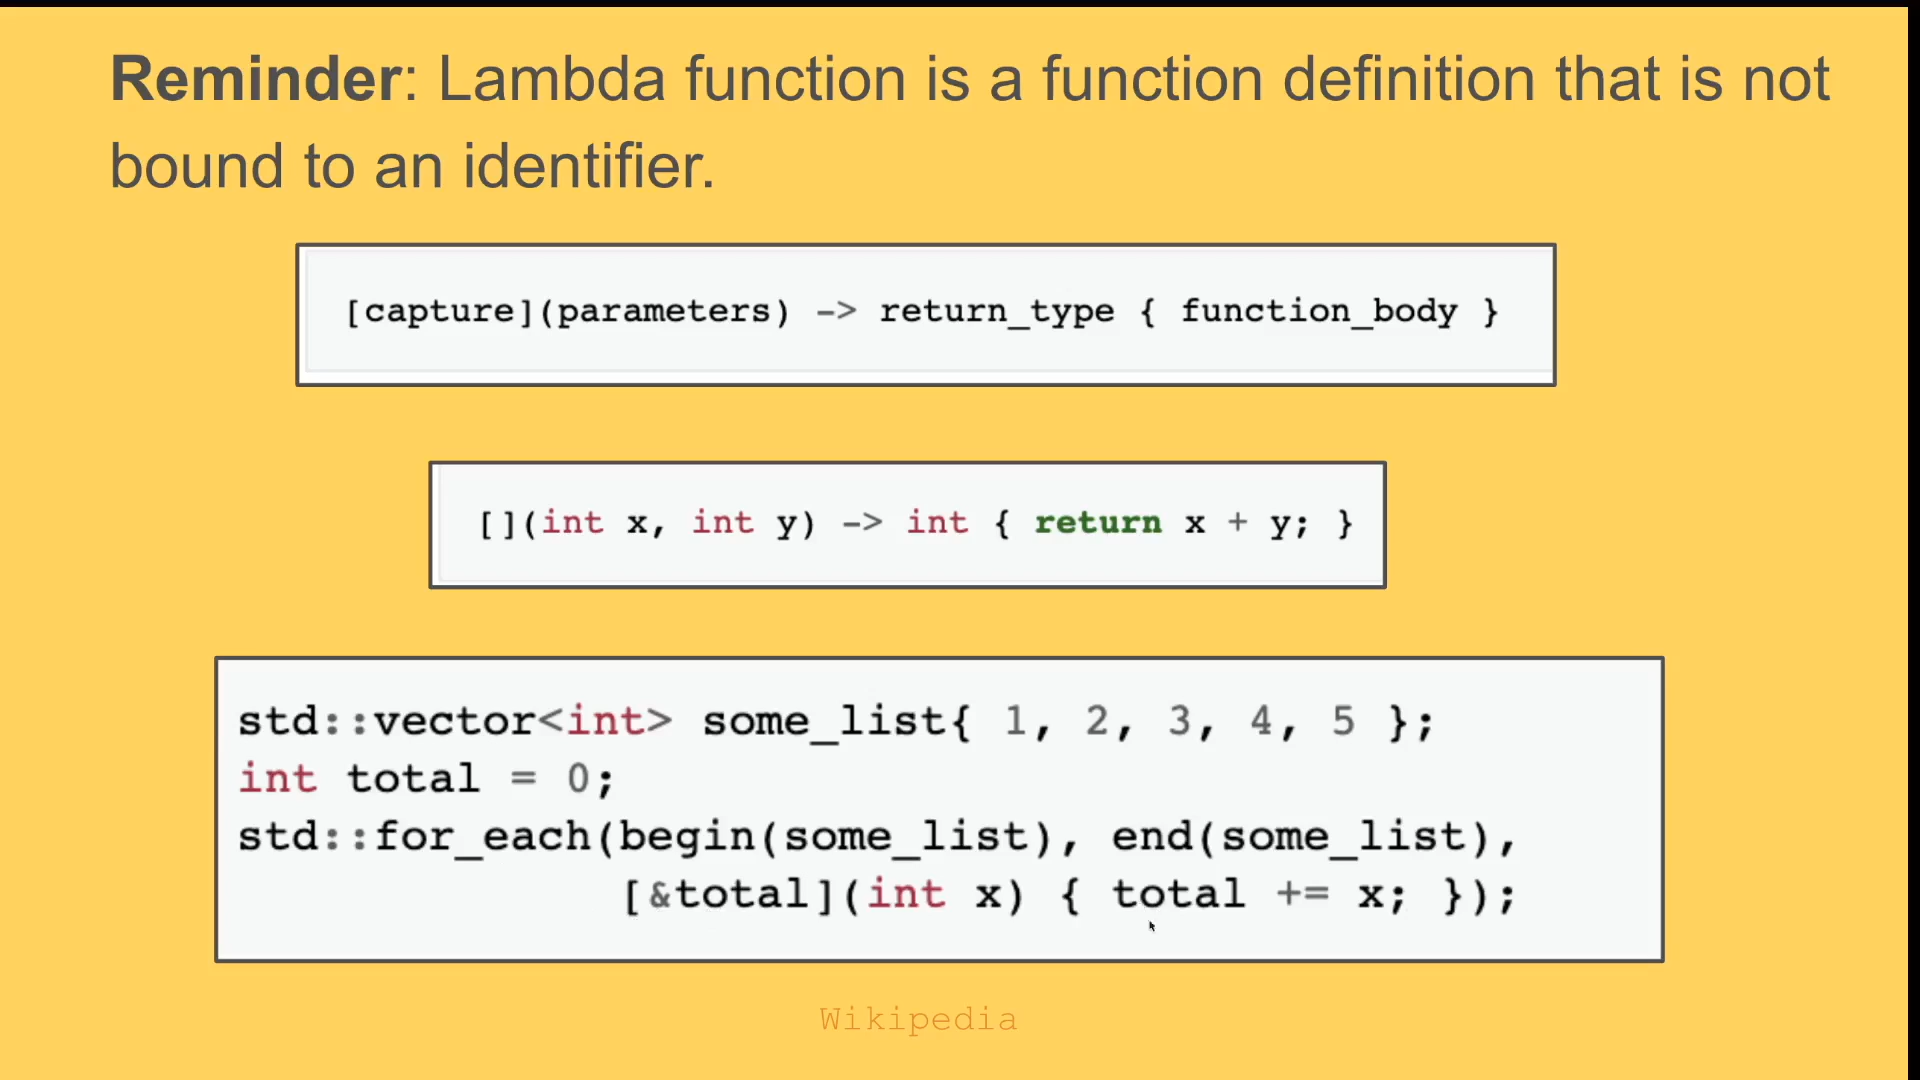 Reminder: Lambda function is a function definition that is not
bound to an identifier.
[capture](parameters) -> return_type { function_body }
[](int x, int y) -> int { return x + y; }
std::vector<int> some_list{ 1, 2, 3, 4, 5 };
int total = 0;
std::for_each(begin(some_list), end(some_list),
[&total](int x) { total += x; });
Wikipedia